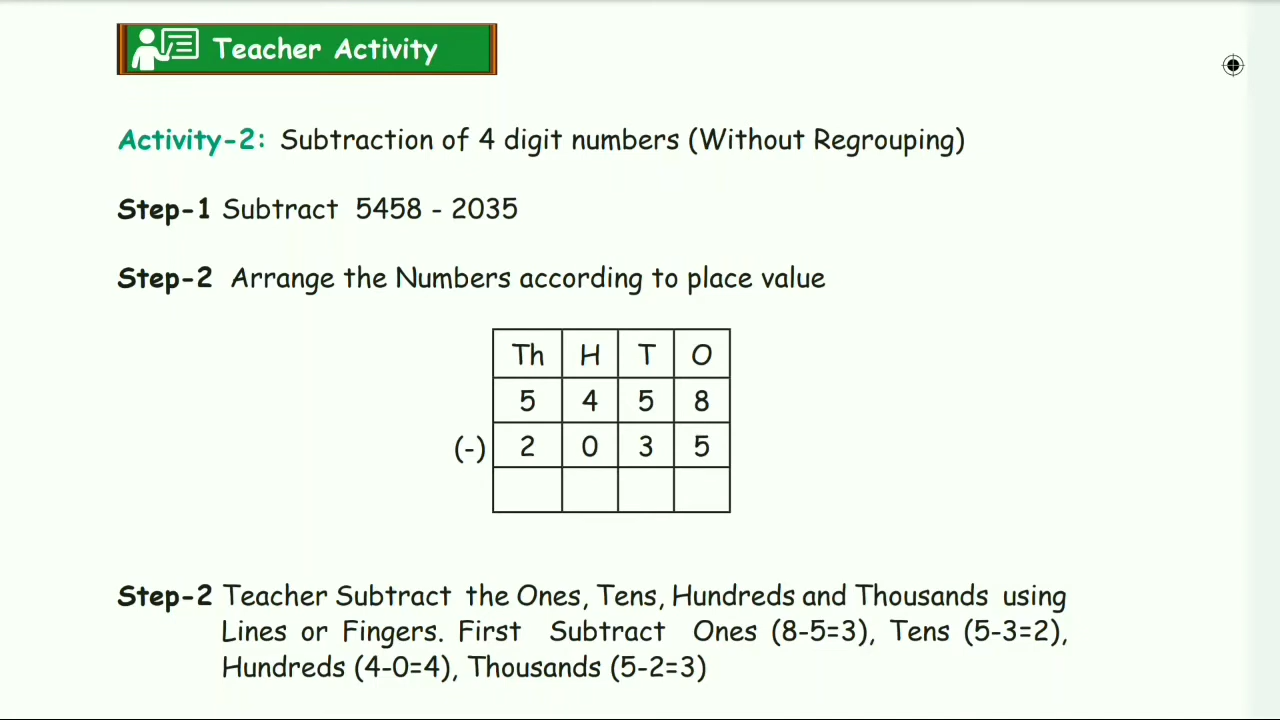 Teacher Activity
Activity-2: Subtraction of 4 digit numbers (Without Regrouping)
Step-1 Subtract 5458 - 2035
Step-2 Arrange the Numbers according to place value
Th H T O
5 4 5 8
(-) 2 0 3 5
Step-2 Teacher Subtract the Ones, Tens, Hundreds and Thousands using
Lines or Fingers. First Subtract Ones (8-5=3), Tens (5-3=2),
Hundreds (4-0=4), Thousands (5-2=3)